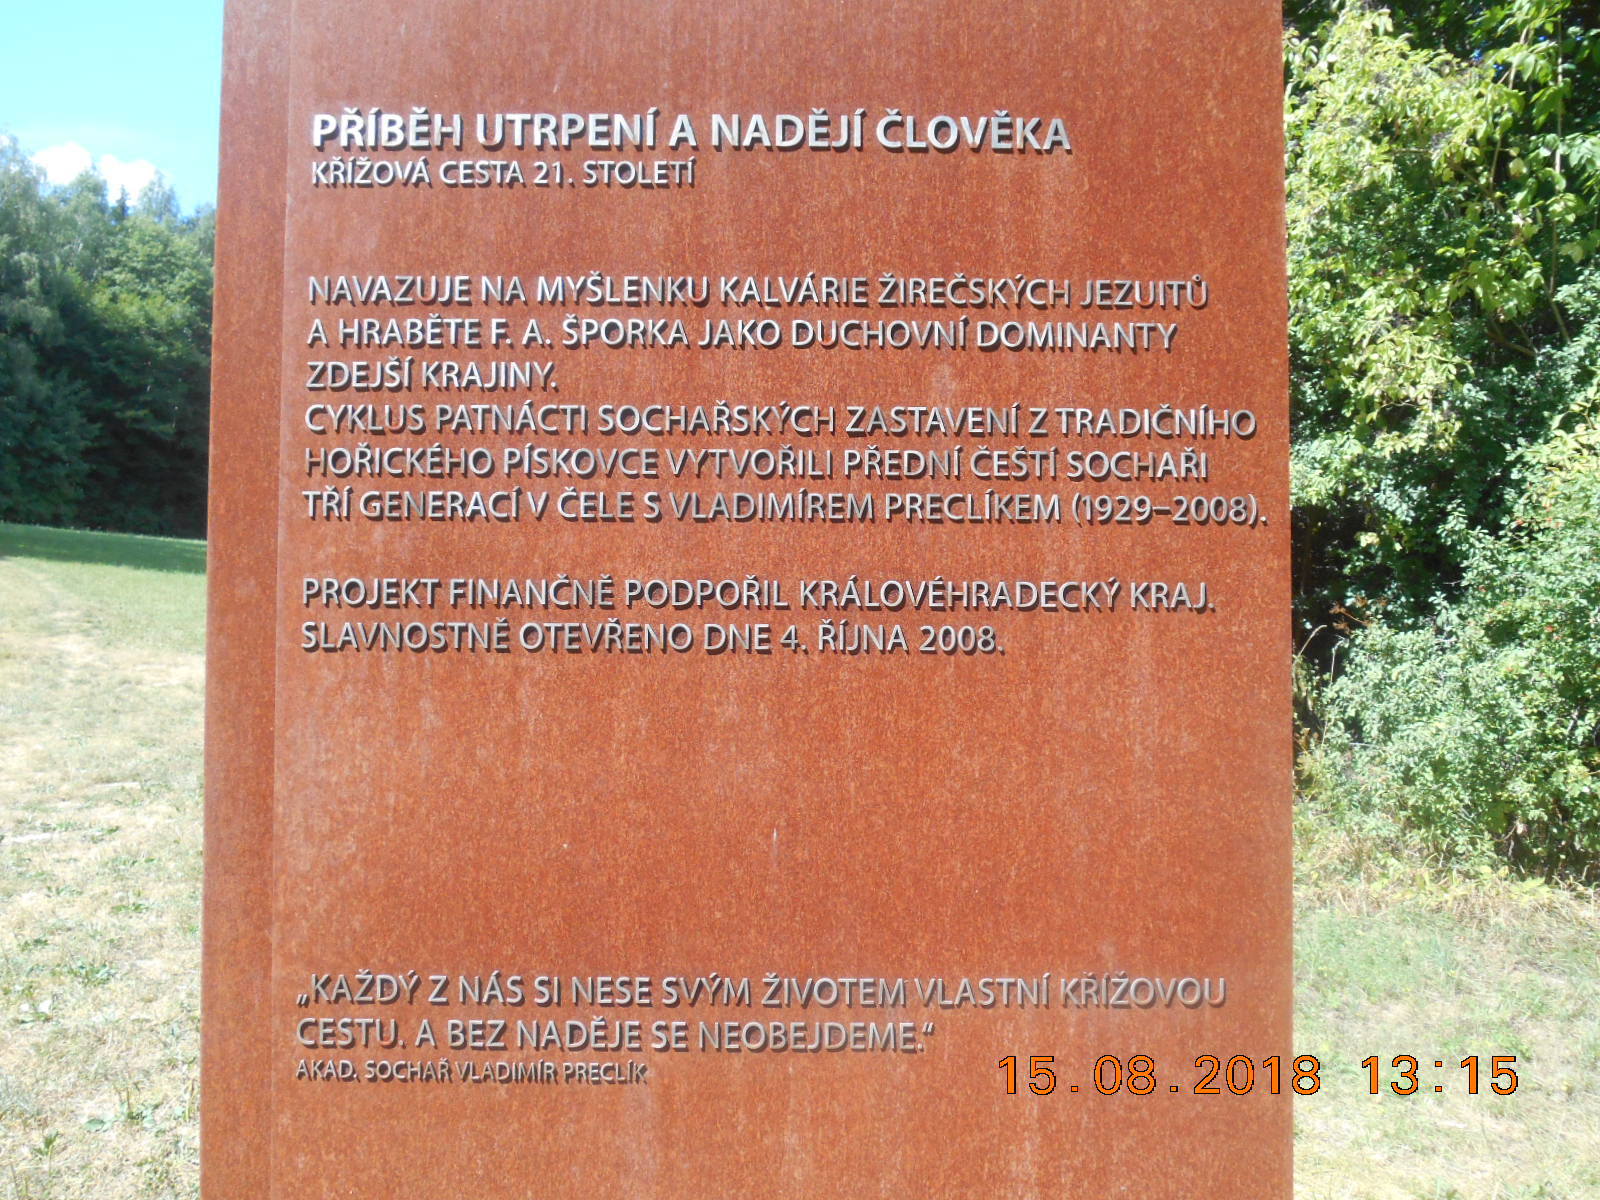 PŘÍBĚH UTRPENÍ A NADĚJÍ ČLOVĚKA
KŘÍŽOVÁ CESTA 21. STOLETÍ
NAVAZUJE NA MYŠLENKU KALVÁRIE ŽIREČSKÝCH JEZUITŮ
A HRABĚTE F. A. ŠPORKA JAKO DUCHOVNÍ DOMINANTY
ZDEJŠÍ KRAJINY.
CYKLUS PATNÁCTI SOCHAŘSKÝCH ZASTAVENÍ Z TRADIČNÍHO
HOŘICKÉHO PÍSKOVCE VYTVOŘILI PŘEDNÍ ČEŠTÍ SOCHAŘI
TŘÍ GENERACÍ V ČELE S VLADIMÍREM PRECLÍKEM (1929–2008).
PROJEKT FINANČNĚ PODPOŘIL KRÁLOVÉHRADECKÝ KRAJ.
SLAVNOSTNĚ OTEVŘENO DNE 4. ŘÍJNA 2008.
„KAŽDÝ Z NÁS SI NESE SVÝM ŽIVOTEM VLASTNÍ KŘÍŽOVOU
CESTU. A BEZ NADĚJE SE NEOBEJDEME.“
AKAD. SOCHAŘ VLADIMÍR PRECLÍK
15.08.2018 13:15